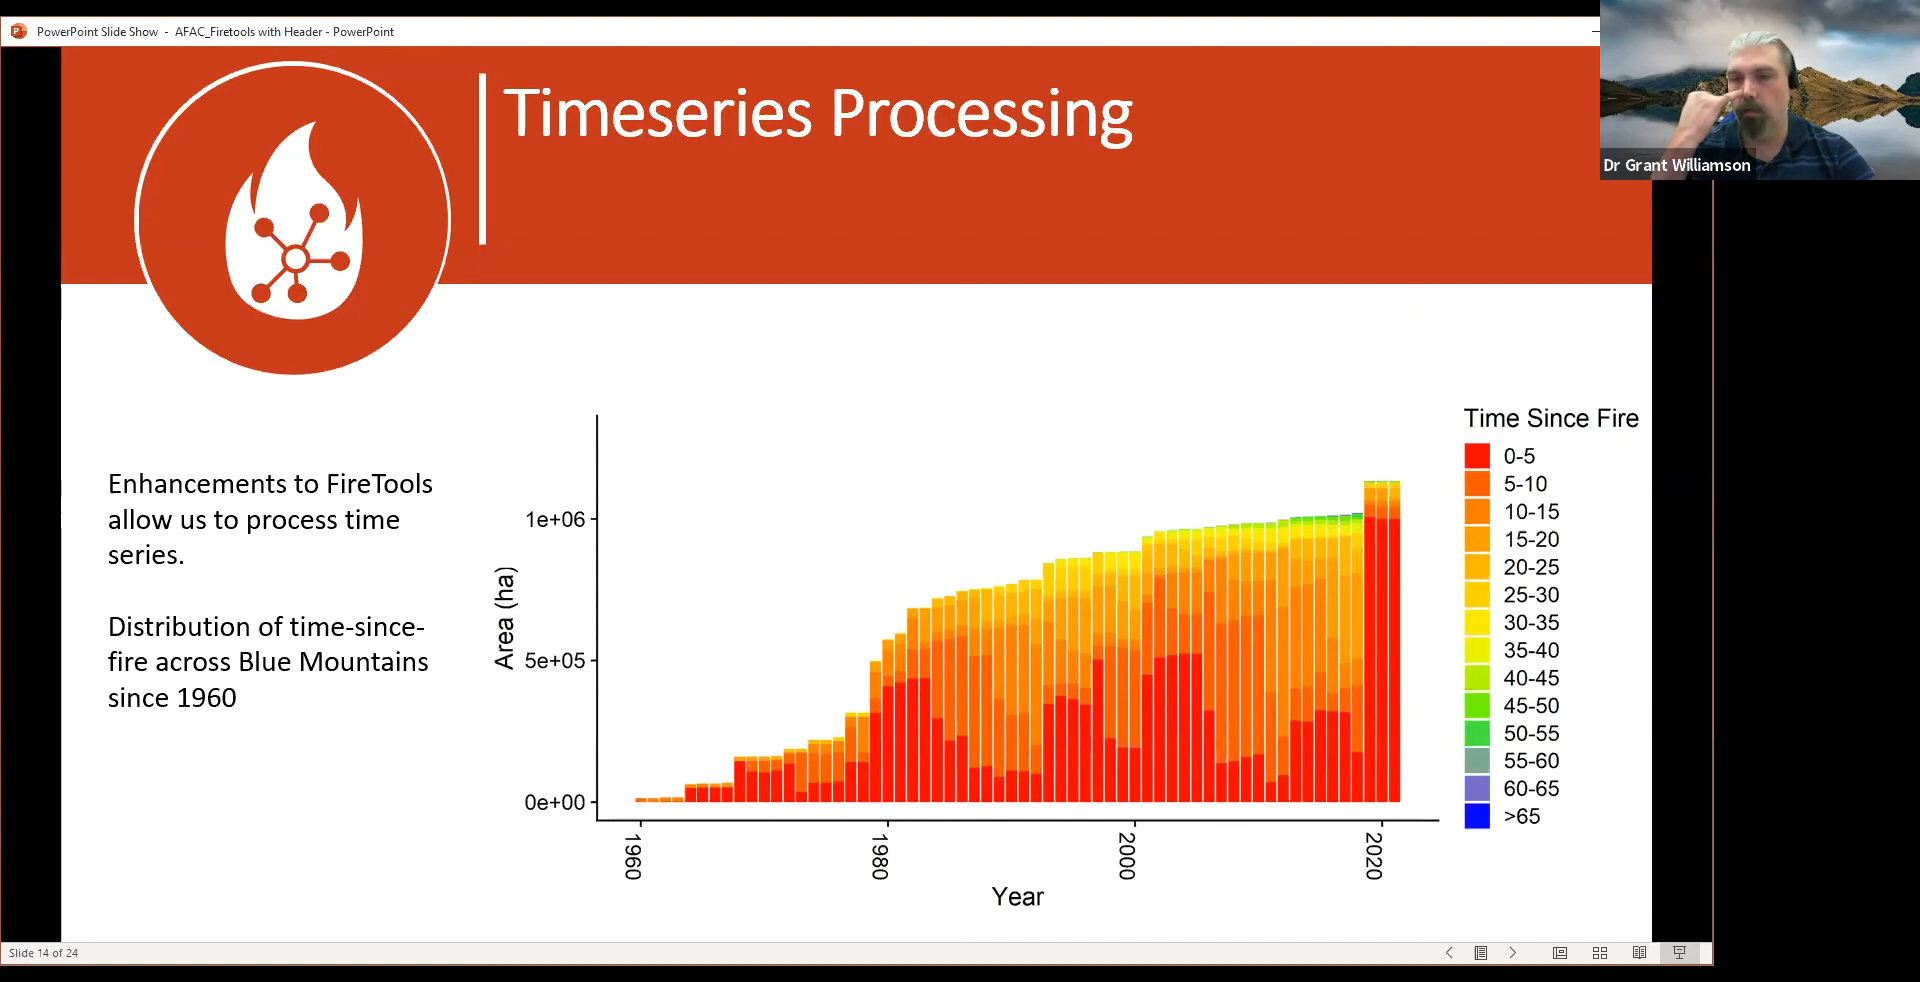 PowerPoint Slide Show - AFAC_Firetools with Header - PowerPoint
Dr Grant Williamson
Timeseries Processing
Enhancements to FireTools
allow us to process time
series.
Distribution of time-since-
fire across Blue Mountains
since 1960
Area (ha)
1e+06
5e+05
0e+00
1960
1980
2000
2020
Year
Time Since Fire
0-5
5-10
10-15
15-20
20-25
25-30
30-35
35-40
40-45
45-50
50-55
55-60
60-65
>65
Slide 14 of 24